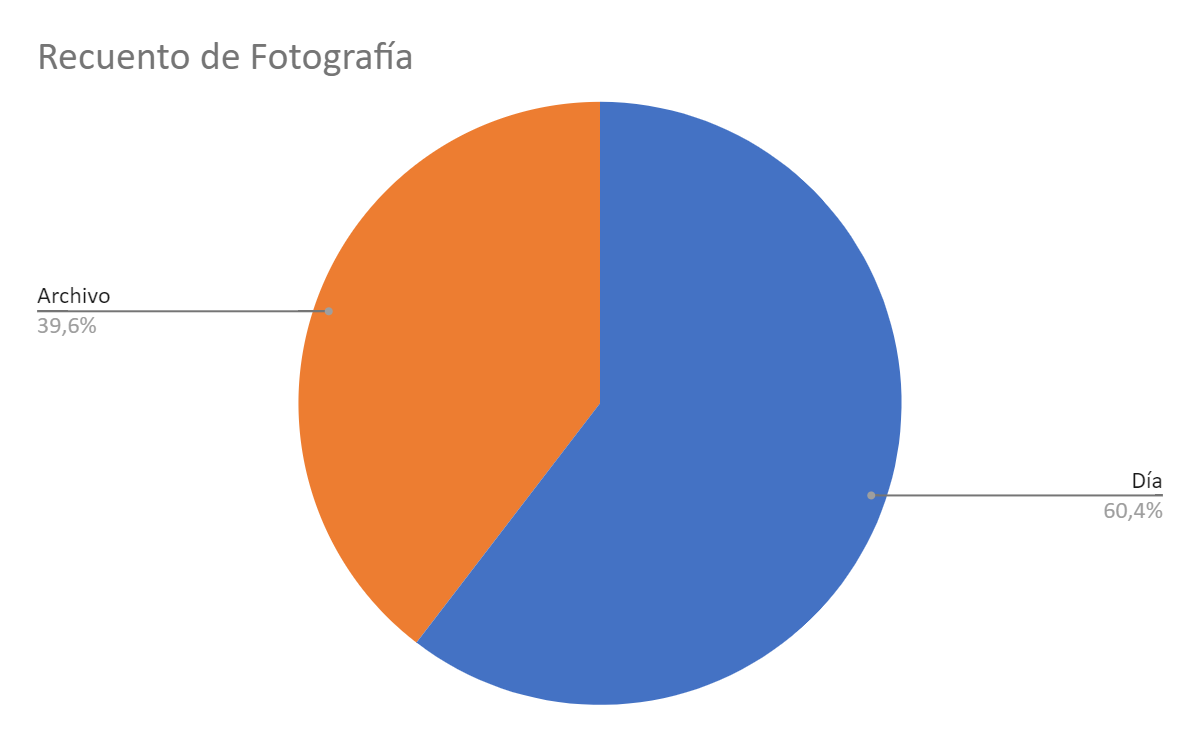 Recuento de Fotografía
Archivo
39,6%
Día
60,4%